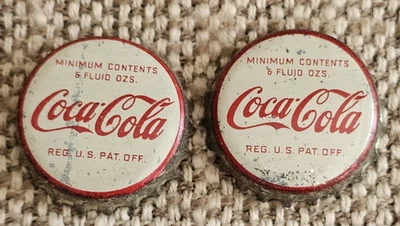 MINIMUM CONTENTS
6 FLUID OZS.
Coca-Cola
REG. U.S. PAT. OFF.
MINIMUM CONTENTS
6 FLUID OZS.
Coca-Cola
REG. U.S. PAT. OFF.